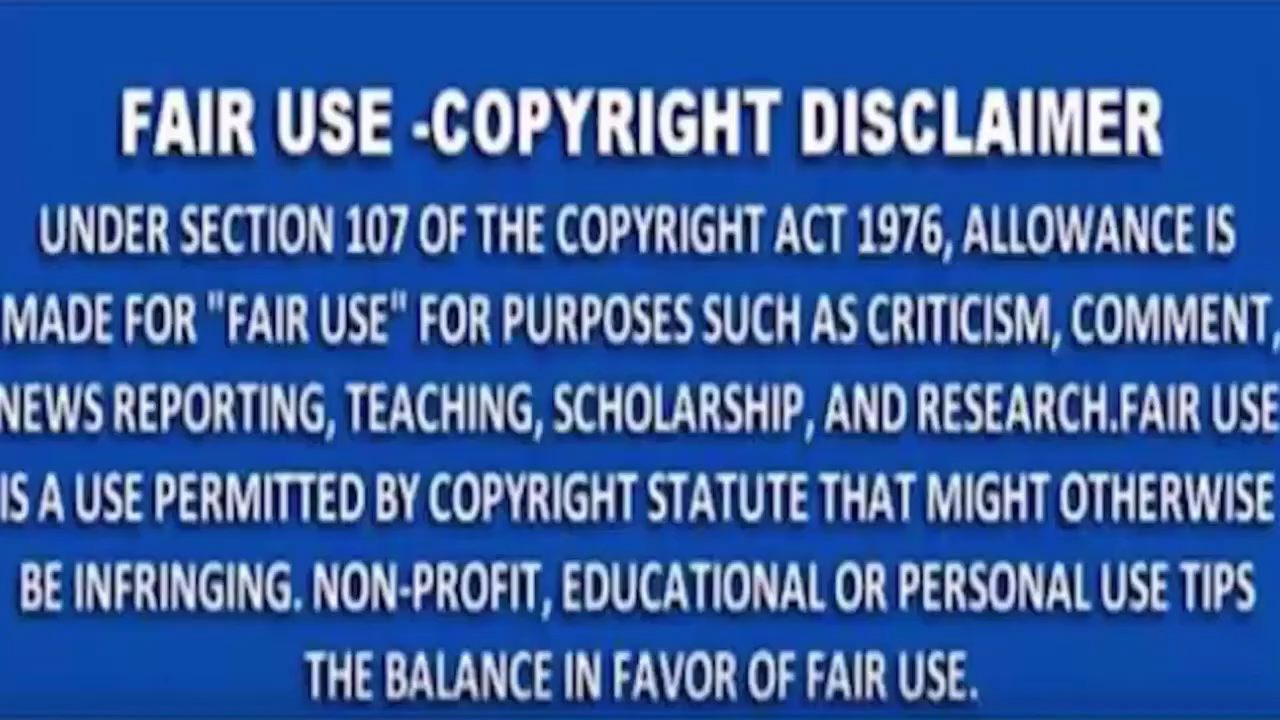 FAIR USE -COPYRIGHT DISCLAIMER
UNDER SECTION 107 OF THE COPYRIGHT ACT 1976, ALLOWANCE IS
MADE FOR "FAIR USE" FOR PURPOSES SUCH AS CRITICISM, COMMENT,
NEWS REPORTING, TEACHING, SCHOLARSHIP, AND RESEARCH.FAIR USE
IS A USE PERMITTED BY COPYRIGHT STATUTE THAT MIGHT OTHERWISE
BE INFRINGING. NON-PROFIT, EDUCATIONAL OR PERSONAL USE TIPS
THE BALANCE IN FAVOR OF FAIR USE.